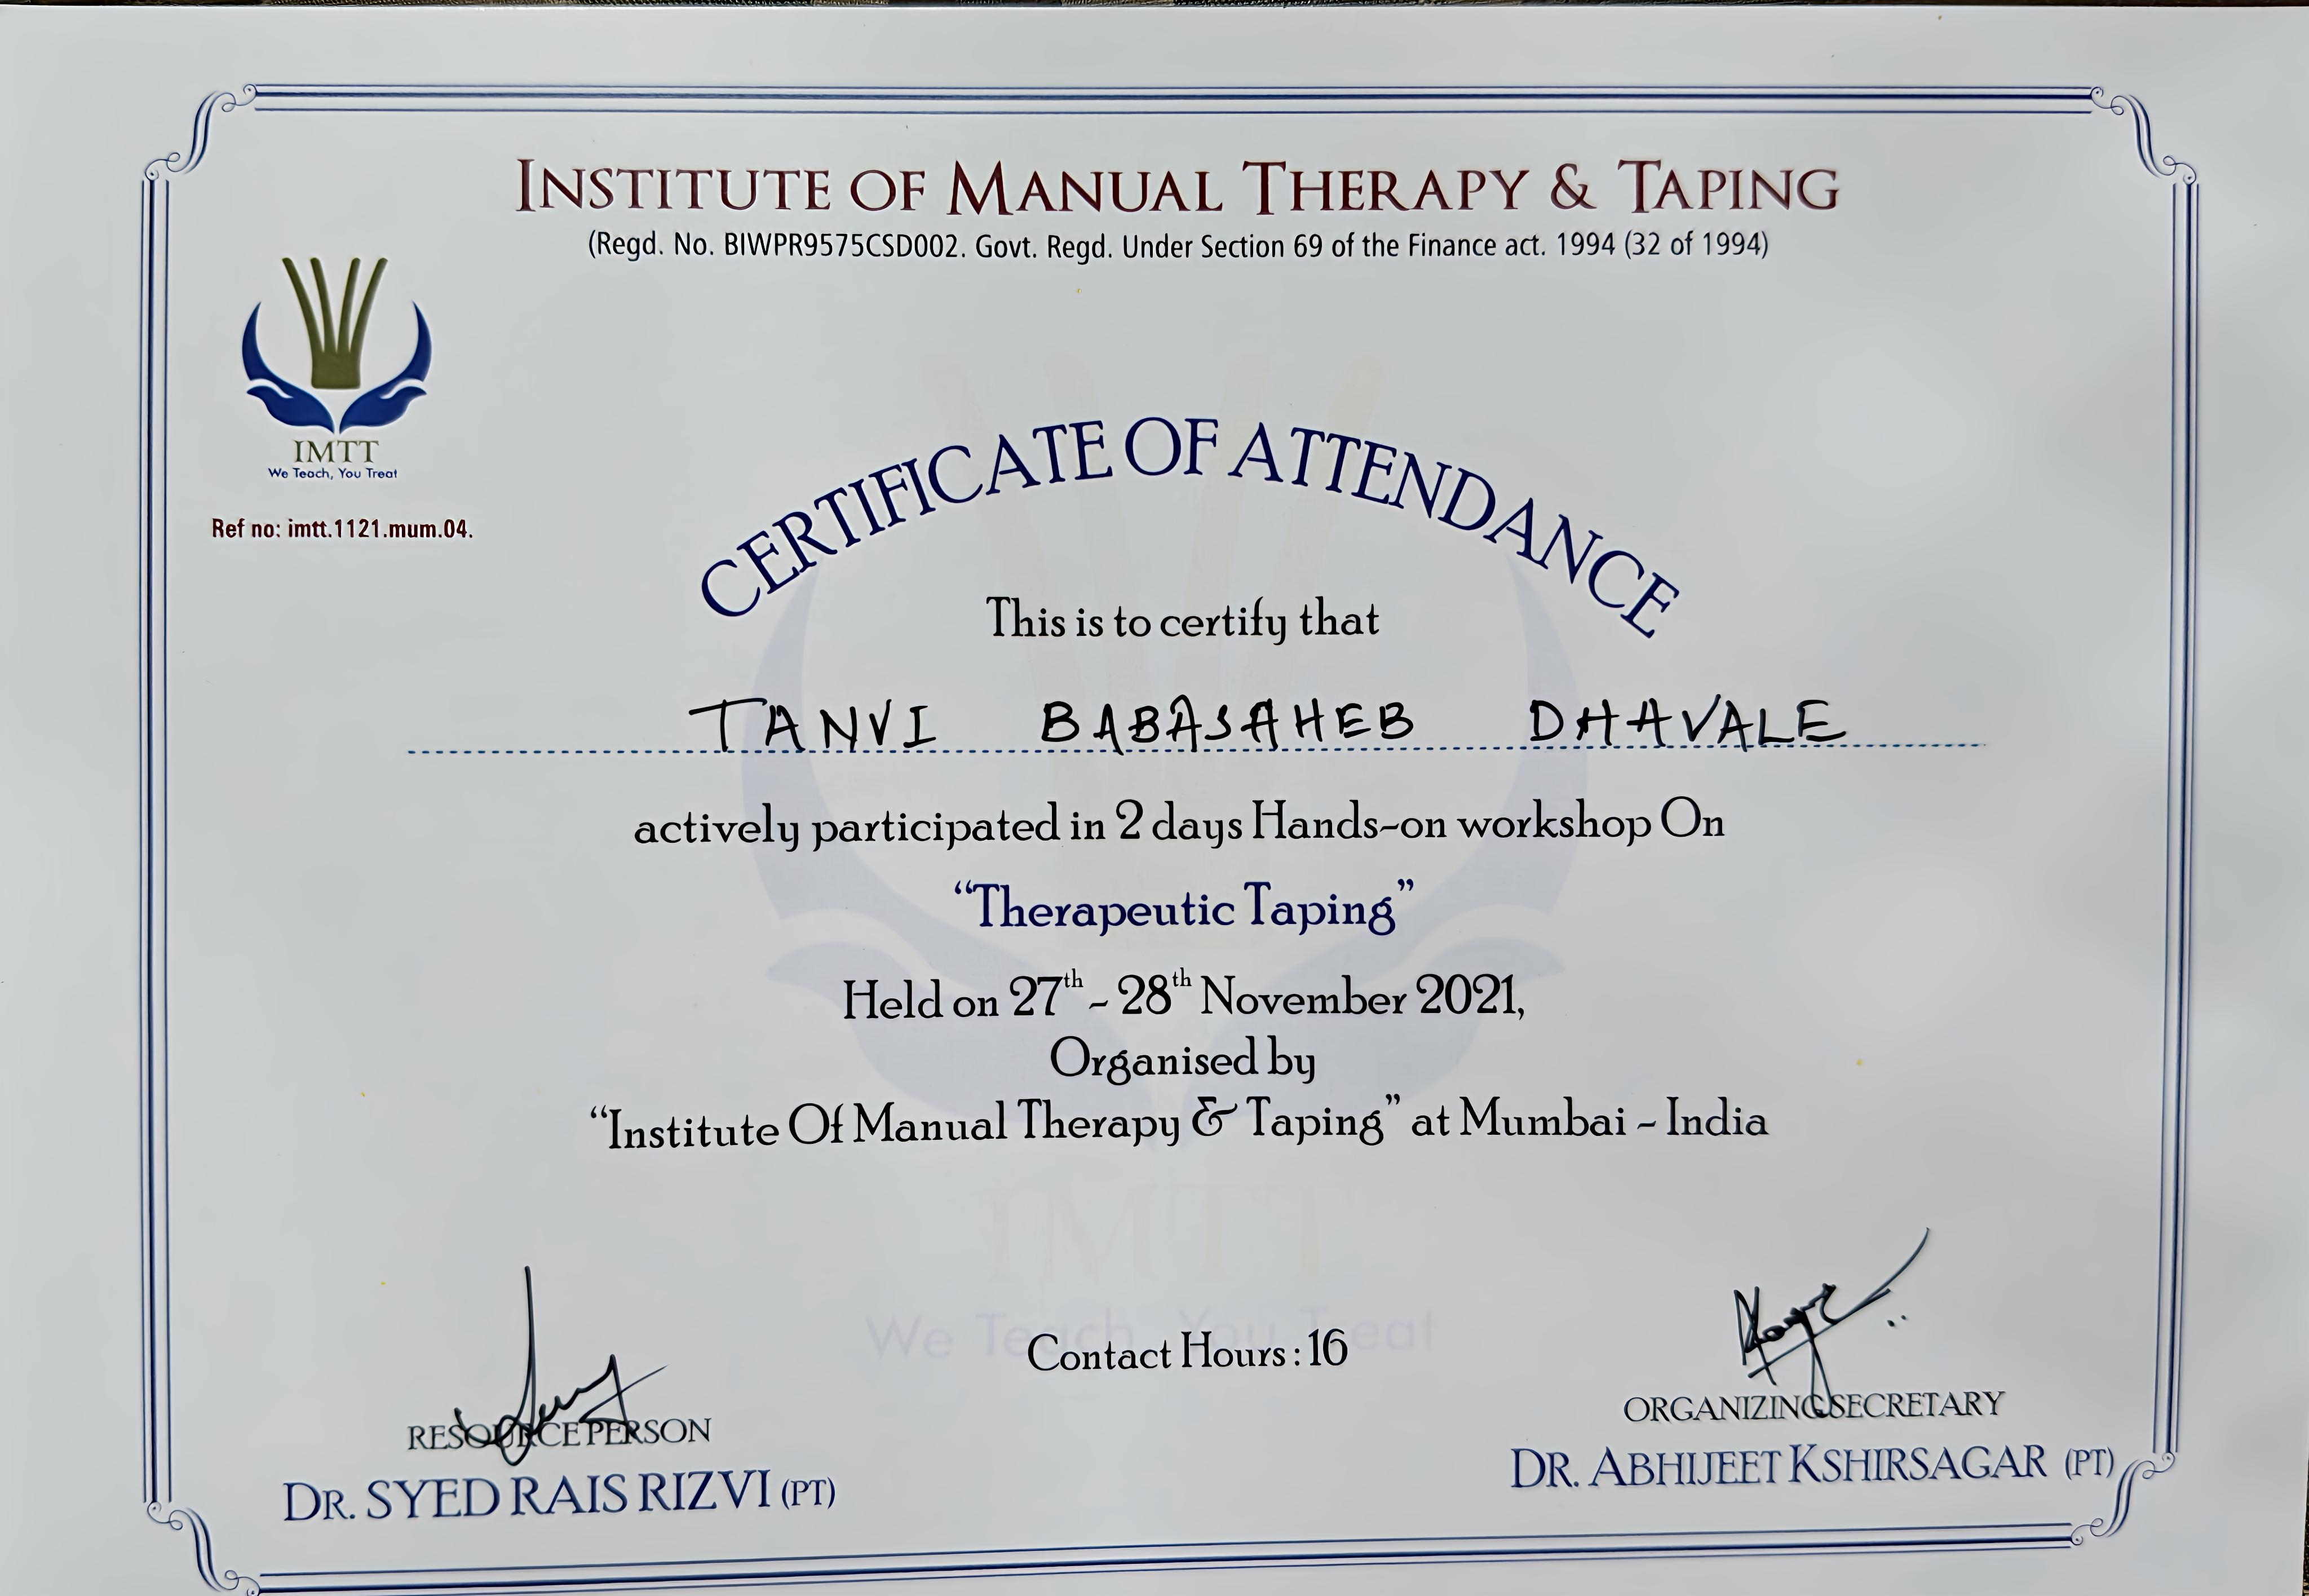 INSTITUTE OF MANUAL THERAPY & TAPING
(Regd. No. BIWPR9575CSD002. Govt. Regd. Under Section 69 of the Finance act. 1994 (32 of 1994)
IMTT
We Teach, You Treat
Ref no: imtt.1121.mum.04.
CERTIFICATE OF ATTENDANCE
This is to certify that
TANVI BABASAHEB DHAVALE
actively participated in 2 days Hands-on workshop On
“Therapeutic Taping”
Held on 27th - 28th November 2021,
Organised by
“Institute Of Manual Therapy & Taping” at Mumbai - India
IMTT
We Teach, You Treat
Contact Hours : 16
RESOURCE PERSON
DR. SYED RAIS RIZVI (PT)
ORGANIZING SECRETARY
DR. ABHIJEET KSHIRSAGAR (PT)